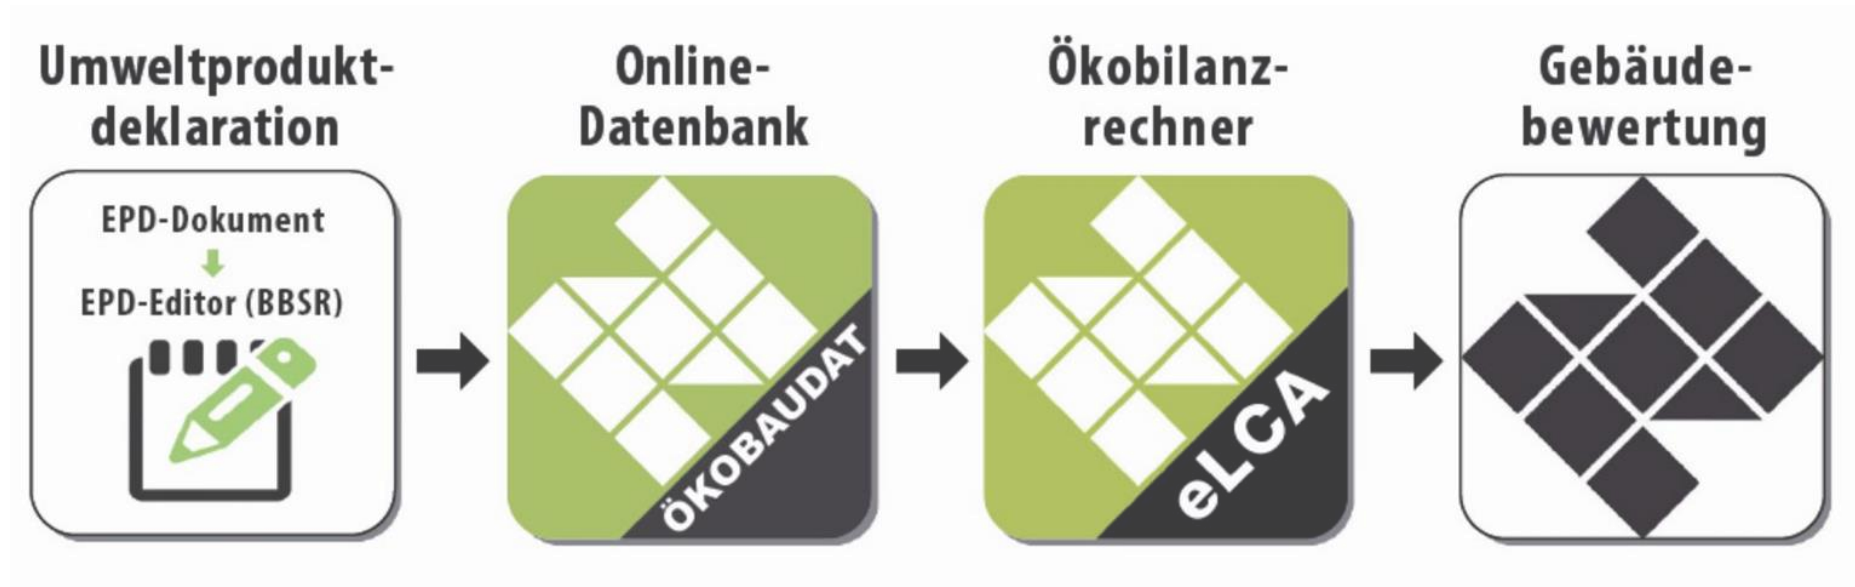 Umweltprodukt-
deklaration
EPD-Dokument
EPD-Editor (BBSR)
Online-
Datenbank
ÖKOBAUDAT
Ökobilanz-
rechner
eLCA
Gebäude-
bewertung